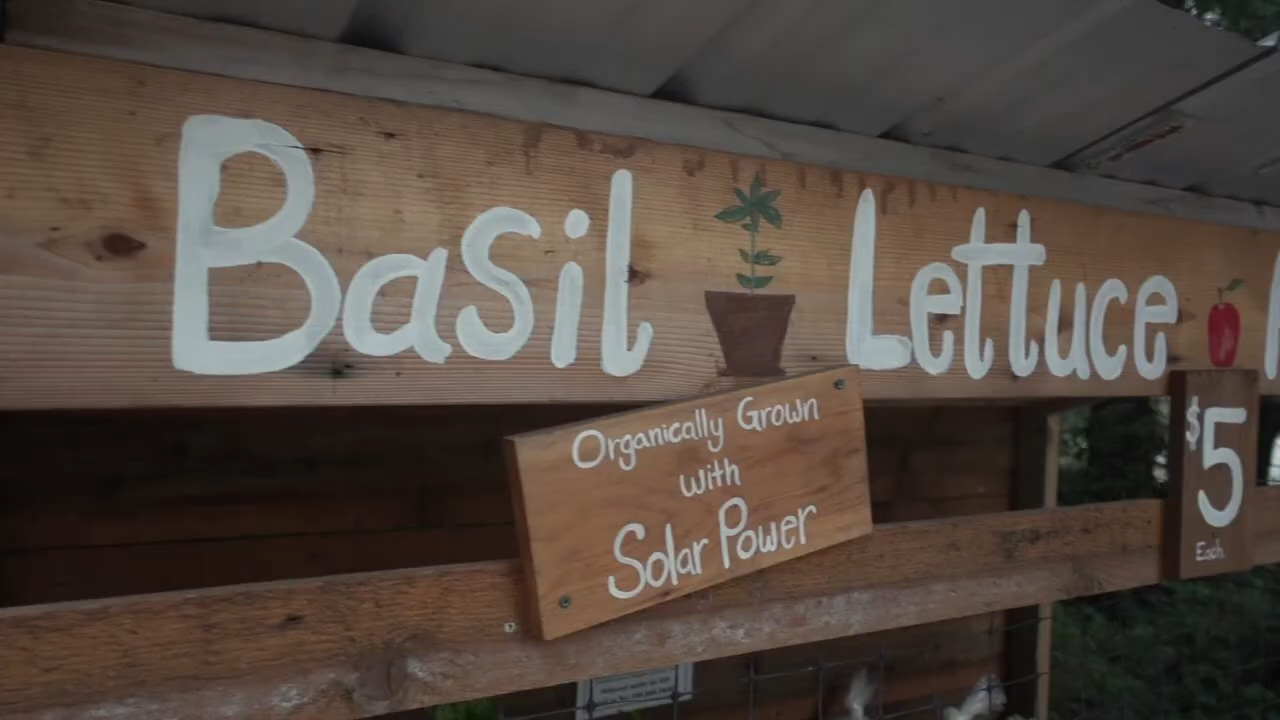 Basil Lettuce
Organically Grown
with
Solar Power
$5
Each